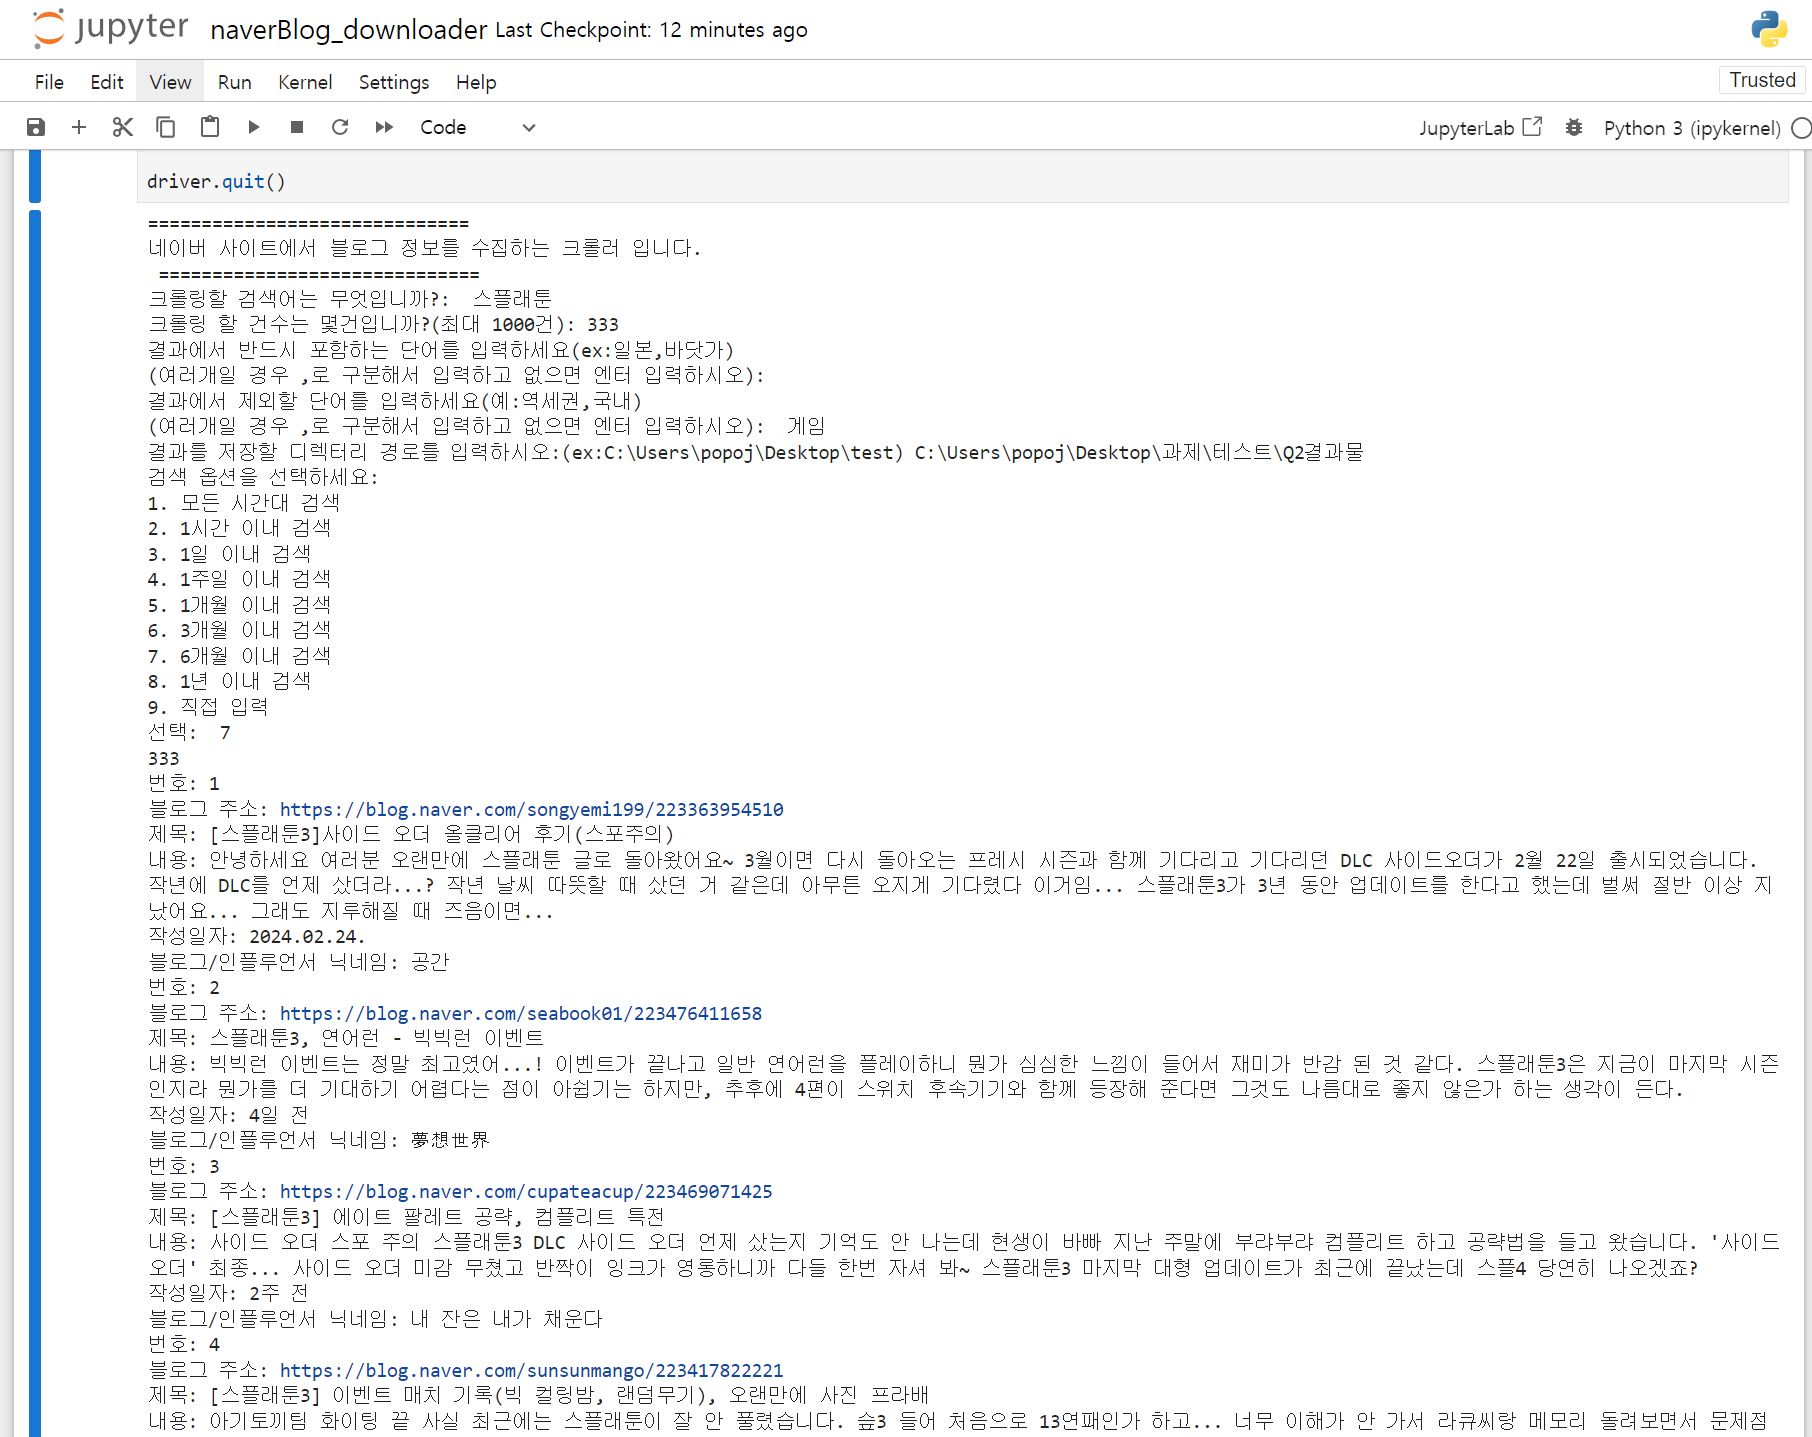 jupyter naverBlog_downloader Last Checkpoint: 12 minutes ago
File Edit View Run Kernel Settings Help Trusted
Code JupyterLab Python 3 (ipykernel)
driver.quit()
==============================
네이버 사이트에서 블로그 정보를 수집하는 크롤러 입니다.
==============================
크롤링할 검색어는 무엇입니까?: 스플래툰
크롤링 할 건수는 몇건입니까?(최대 1000건): 333
결과에서 반드시 포함하는 단어를 입력하세요(ex:일본,바닷가)
(여러개일 경우 ,로 구분해서 입력하고 없으면 엔터 입력하시오):
결과에서 제외할 단어를 입력하세요(예:역세권,국내)
(여러개일 경우 ,로 구분해서 입력하고 없으면 엔터 입력하시오): 게임
결과를 저장할 디렉터리 경로를 입력하시오:(ex:C:\Users\popoj\Desktop\test) C:\Users\popoj\Desktop\과제\테스트\Q2결과물
검색 옵션을 선택하세요:
1. 모든 시간대 검색
2. 1시간 이내 검색
3. 1일 이내 검색
4. 1주일 이내 검색
5. 1개월 이내 검색
6. 3개월 이내 검색
7. 6개월 이내 검색
8. 1년 이내 검색
9. 직접 입력
선택: 7
333
번호: 1
블로그 주소: https://blog.naver.com/songyemi199/223363954510
제목: [스플래툰3]사이드 오더 올클리어 후기(스포주의)
내용: 안녕하세요 여러분 오랜만에 스플래툰 글로 돌아왔어요~ 3월이면 다시 돌아오는 프레시 시즌과 함께 기다리고 기다리던 DLC 사이드오더가 2월 22일 출시되었습니다.
작년에 DLC를 언제 샀더라...? 작년 날씨 따뜻할 때 샀던 거 같은데 아무튼 오지게 기다렸다 이거임... 스플래툰3가 3년 동안 업데이트를 한다고 했는데 벌써 절반 이상 지
났어요... 그래도 지루해질 때 즈음이면...
작성일자: 2024.02.24.
블로그/인플루언서 닉네임: 공간
번호: 2
블로그 주소: https://blog.naver.com/seabook01/223476411658
제목: 스플래툰3, 연어런 - 빅빅런 이벤트
내용: 빅빅런 이벤트는 정말 최고였어...! 이벤트가 끝나고 일반 연어런을 플레이하니 뭔가 심심한 느낌이 들어서 재미가 반감 된 것 같다. 스플래툰3은 지금이 마지막 시즌
인지라 뭔가를 더 기대하기 어렵다는 점이 아쉽기는 하지만, 추후에 4편이 스위치 후속기기와 함께 등장해 준다면 그것도 나름대로 좋지 않은가 하는 생각이 든다.
작성일자: 4일 전
블로그/인플루언서 닉네임: 夢想世界
번호: 3
블로그 주소: https://blog.naver.com/cupateacup/223469071425
제목: [스플래툰3] 에이트 팔레트 공략, 컴플리트 특전
내용: 사이드 오더 스포 주의 스플래툰3 DLC 사이드 오더 언제 샀는지 기억도 안 나는데 현생이 바빠 지난 주말에 부랴부랴 컴플리트 하고 공략법을 들고 왔습니다. '사이드
오더' 최종... 사이드 오더 미감 무쳤고 반짝이 잉크가 영롱하니까 다들 한번 자셔 봐~ 스플래툰3 마지막 대형 업데이트가 최근에 끝났는데 스플4 당연히 나오겠죠?
작성일자: 2주 전
블로그/인플루언서 닉네임: 내 잔은 내가 채운다
번호: 4
블로그 주소: https://blog.naver.com/sunsunmango/223417822221
제목: [스플래툰3] 이벤트 매치 기록(빅 컬링밤, 랜덤무기), 오랜만에 사진 프라배
내용: 아기토끼팀 화이팅 끝 사실 최근에는 스플래툰이 잘 안 풀렸습니다. 슾3 들어 처음으로 13연패인가 하고... 너무 이해가 안 가서 라큐씨랑 메모리 돌려보면서 문제점